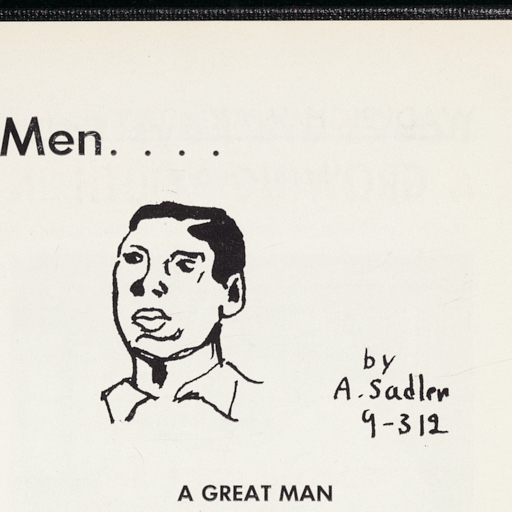 Men. . . .
by
A. Sadler
9-312
A GREAT MAN